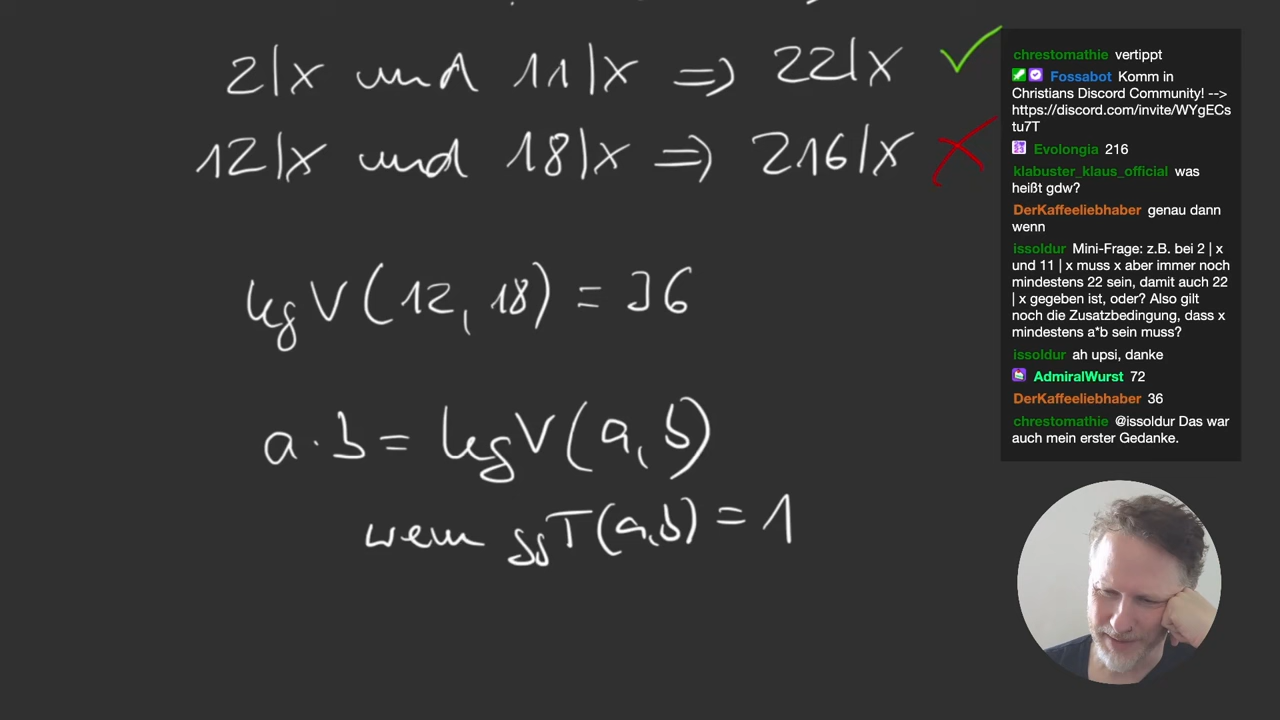 2|x und 11|x => 22|x ✓
12|x und 18|x => 216|x ✗
kgV(12, 18) = 36
a·b = kgV(a, b)
wenn ggT(a,b) = 1
chrestomathie vertippt
Fossabot Komm in
Christians Discord Community! -->
https://discord.com/invite/WYgECs
tu7T
Evolongia 216
klabuster_klaus_official was
heißt gdw?
DerKaffeeliebhaber genau dann
wenn
issoldur Mini-Frage: z.B. bei 2 | x
und 11 | x muss x aber immer noch
mindestens 22 sein, damit auch 22
| x gegeben ist, oder? Also gilt
noch die Zusatzbedingung, dass x
mindestens a*b sein muss?
issoldur ah upsi, danke
AdmiralWurst 72
DerKaffeeliebhaber 36
chrestomathie @issoldur Das war
auch mein erster Gedanke.